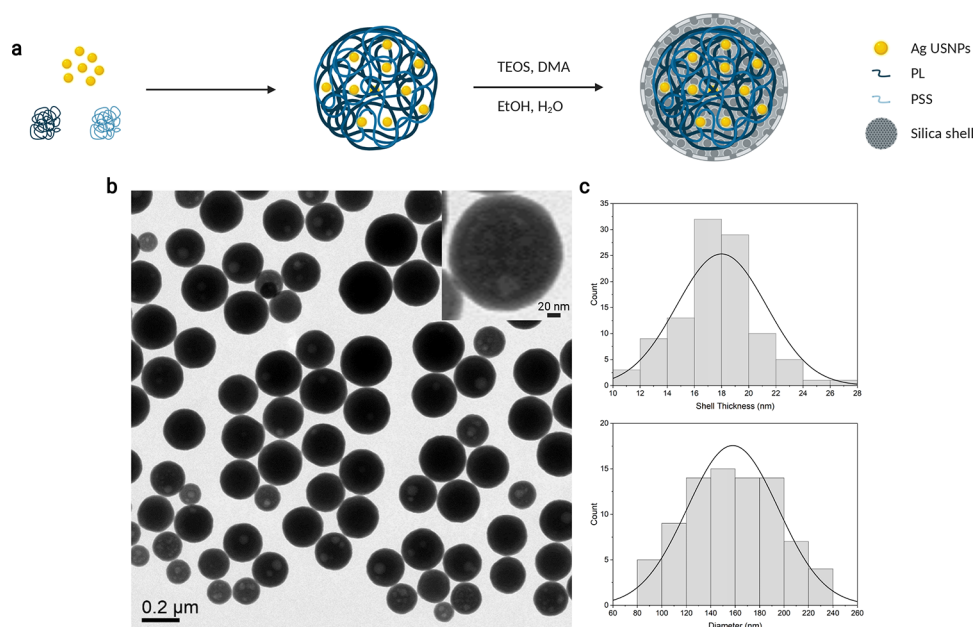 a
TEOS, DMA
EtOH, H₂O
Ag USNPs
PL
PSS
Silica shell
b
20 nm
0.2 µm
c
35
30
25
20
15
10
5
0
Count
10 12 14 16 18 20 22 24 26 28
Shell Thickness (nm)
20
15
10
5
0
Count
60 80 100 120 140 160 180 200 220 240 260
Diameter (nm)